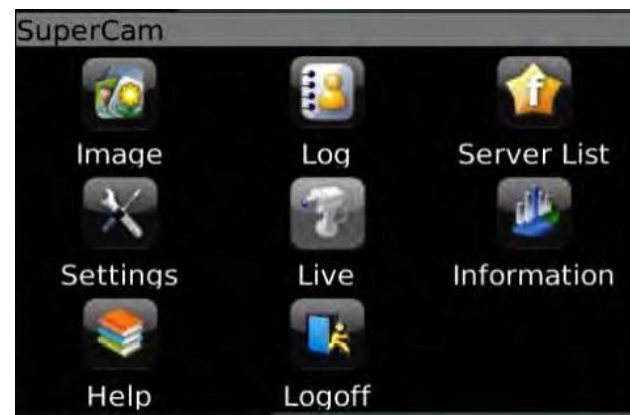 SuperCam
Image Log Server List
f
Settings Live Information
Help Logoff